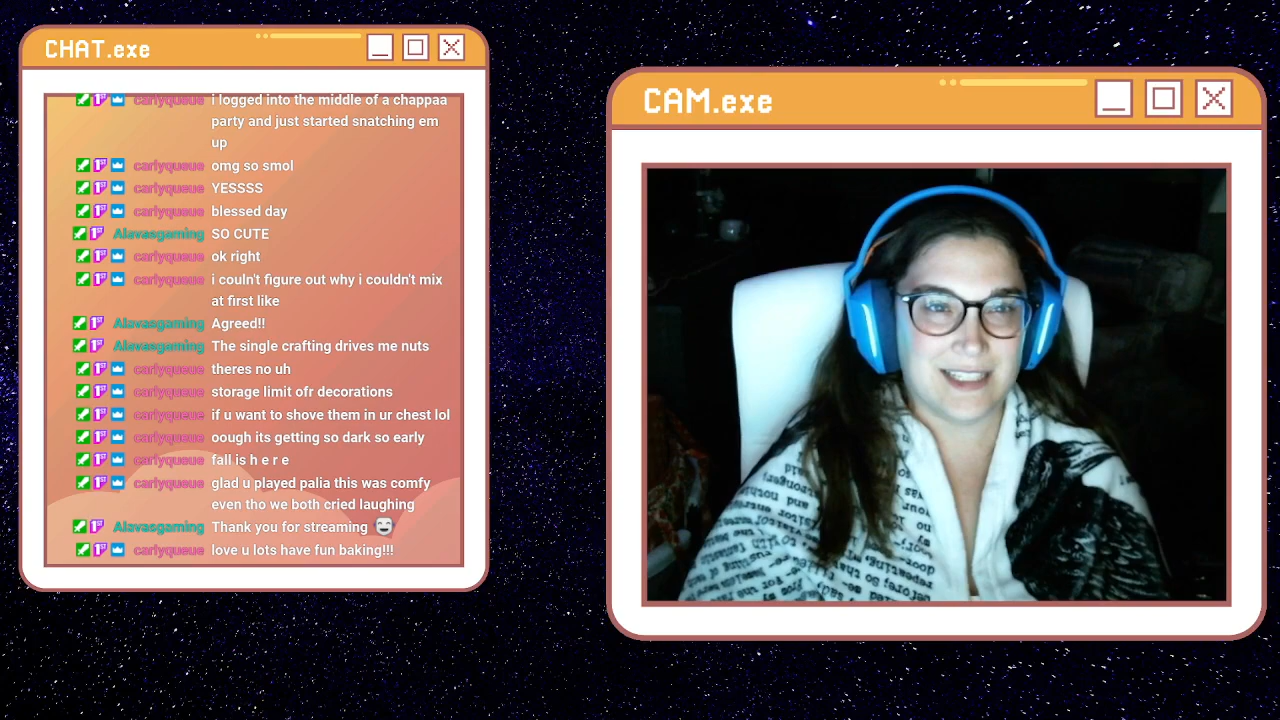 CHAT.exe
carlyqueue i logged into the middle of a chappaa
party and just started snatching em
up
carlyqueue omg so smol
carlyqueue YESSSS
carlyqueue blessed day
Alavasgaming SO CUTE
carlyqueue ok right
carlyqueue i couln't figure out why i couldn't mix
at first like
Alavasgaming Agreed!!
Alavasgaming The single crafting drives me nuts
carlyqueue theres no uh
carlyqueue storage limit ofr decorations
carlyqueue if u want to shove them in ur chest lol
carlyqueue oough its getting so dark so early
carlyqueue fall is h e r e
carlyqueue glad u played palia this was comfy
even tho we both cried laughing
Alavasgaming Thank you for streaming
carlyqueue love u lots have fun baking!!!
CAM.exe